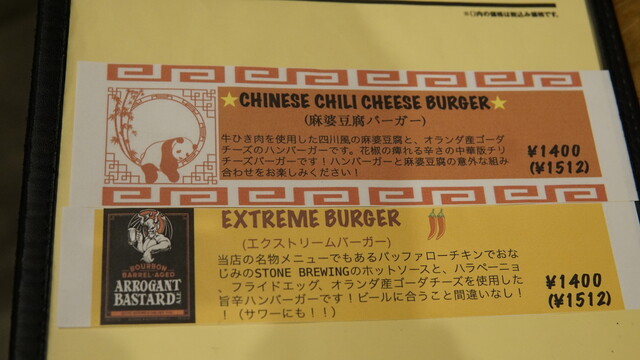 ※()内の価格は税込み価格です。
★CHINESE CHILI CHEESE BURGER★
(麻婆豆腐バーガー)
牛ひき肉を使用した四川風の麻婆豆腐と、オランダ産ゴーダ
チーズのハンバーガーです。花椒の痺れる辛さの中華版チリ
チーズバーガーです！ハンバーガーと麻婆豆腐の意外な組み
合わせをお楽しみください！
¥1400
(¥1512)
EXTREME BURGER
(エクストリームバーガー)
当店の名物メニューでもあるバッファローチキンでおな
じみのSTONE BREWINGのホットソースと、ハラペーニョ
、フライドエッグ、オランダ産ゴーダチーズを使用した
旨辛ハンバーガーです！ビールに合うこと間違いなし！
！（サワーにも！！）
¥1400
(¥1512)
BOURBON
BARREL-AGED
ARROGANT
BASTARD
ALE